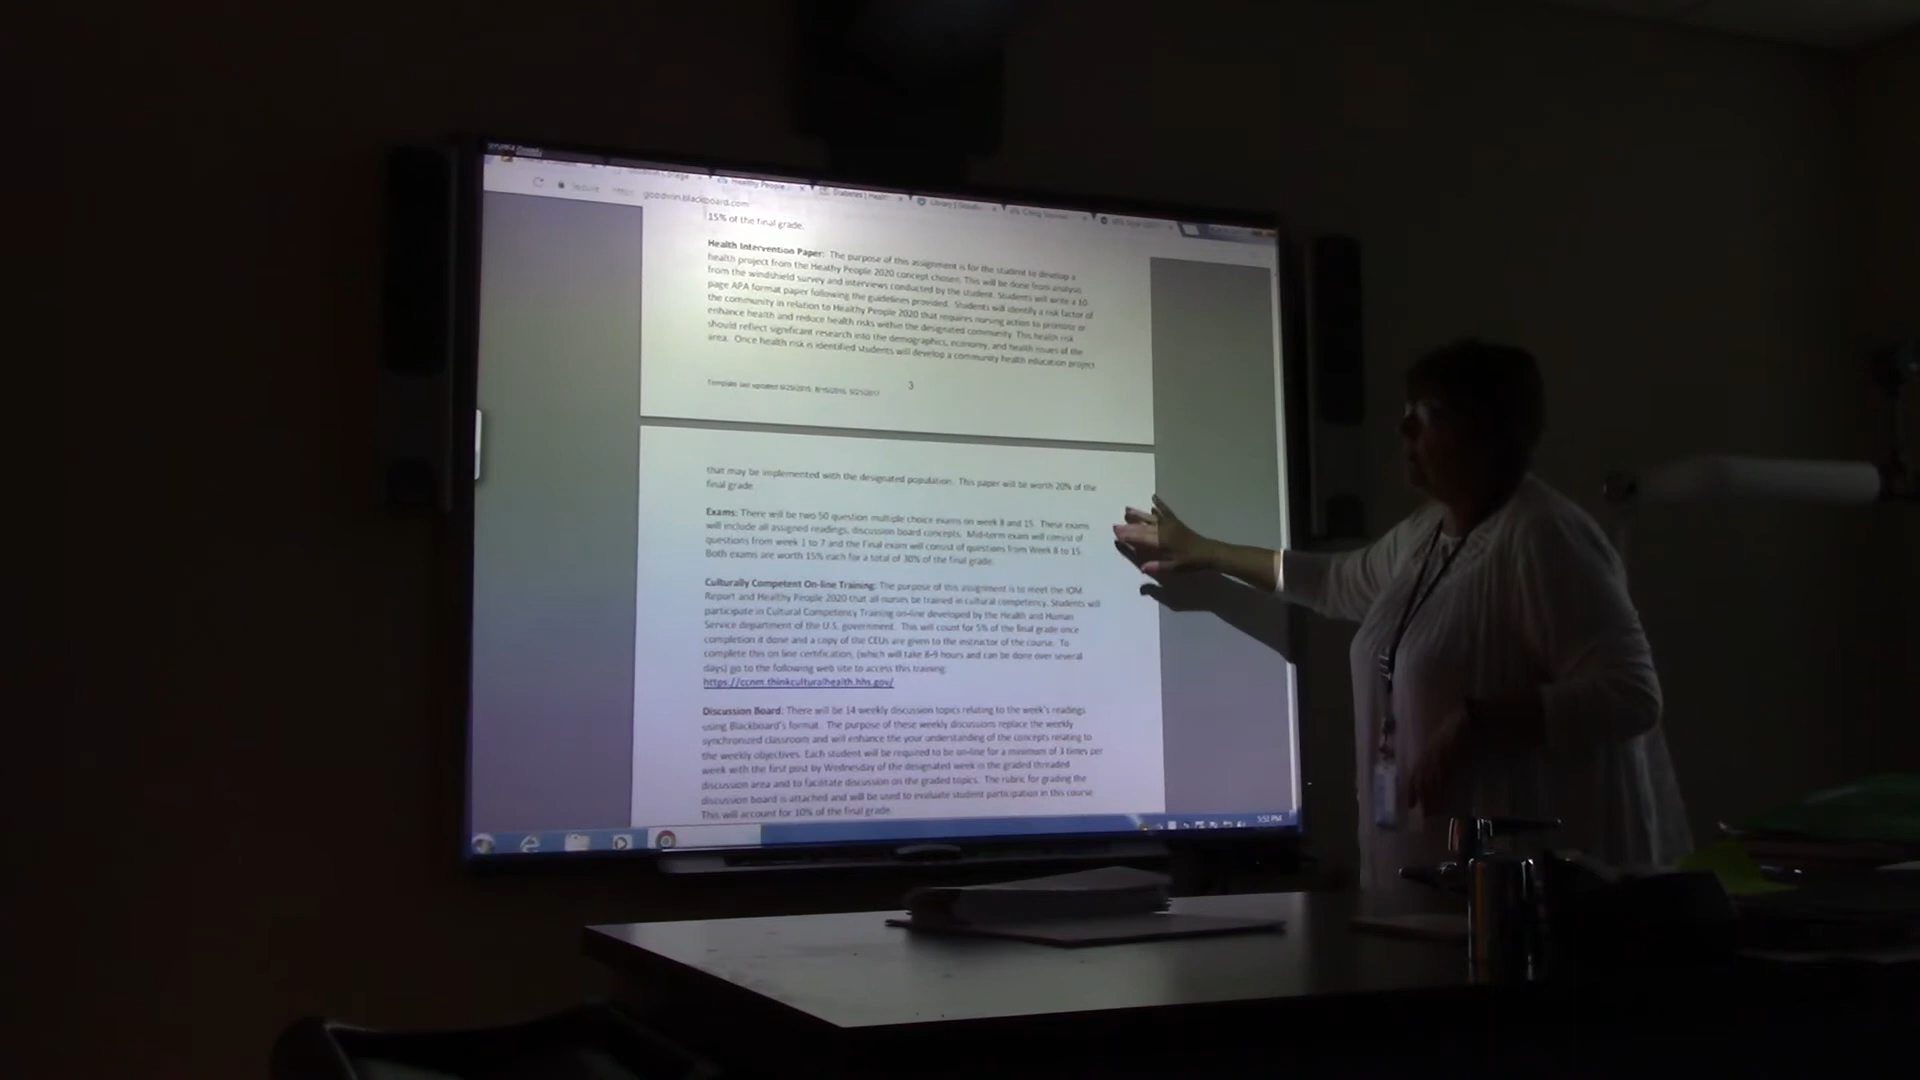 goodwin.blackboard.com
15% of the final grade.
Health Intervention Paper: The purpose of this assignment is for the student to develop a
health project from the Heathy People 2020 concept chosen. This will be done from analysis
from the windshield survey and interviews conducted by the student. Students will write a 10
page APA format paper following the guidelines provided. Students will identify a risk factor of
the community in relation to Healthy People 2020 that requires nursing action to promote or
enhance health and reduce health risks within the designated community. This health risk
should reflect significant research into the demographics, economy, and health issues of the
area. Once health risk is identified students will develop a community health education project
Template last updated
3
that may be implemented with the designated population. This paper will be worth 20% of the
final grade
Exams: There will be two 50 question multiple choice exams on week 8 and 15. These exams
will include all assigned readings, discussion board concepts. Mid-term exam will consist of
questions from week 1 to 7 and the Final exam will consist of questions from Week 8 to 15.
Both exams are worth 15% each for a total of 30% of the final grade.
Culturally Competent On-line Training: The purpose of this assignment is to meet the IOM
Report and Healthy People 2020 that all nurses be trained in cultural competency. Students will
participate in Cultural Competency Training on-line developed by the Health and Human
Service department of the U.S. government. This will count for 5% of the final grade once
completion it done and a copy of the CEUs are given to the instructor of the course. To
complete this on line certification, (which will take 8-9 hours and can be done over several
days) go to the following web site to access this training:
https://ccnm.thinkculturalhealth.hhs.gov/
Discussion Board: There will be 14 weekly discussion topics relating to the week's readings
using Blackboard's format. The purpose of these weekly discussions replace the weekly
synchronized classroom and will enhance the your understanding of the concepts relating to
the weekly objectives. Each student will be required to be on-line for a minimum of 3 times per
week with the first post by Wednesday of the designated week in the graded threaded
discussion area and to facilitate discussion on the graded topics. The rubric for grading the
discussion board is attached and will be used to evaluate student participation in this course.
This will account for 10% of the final grade.
5:52 PM